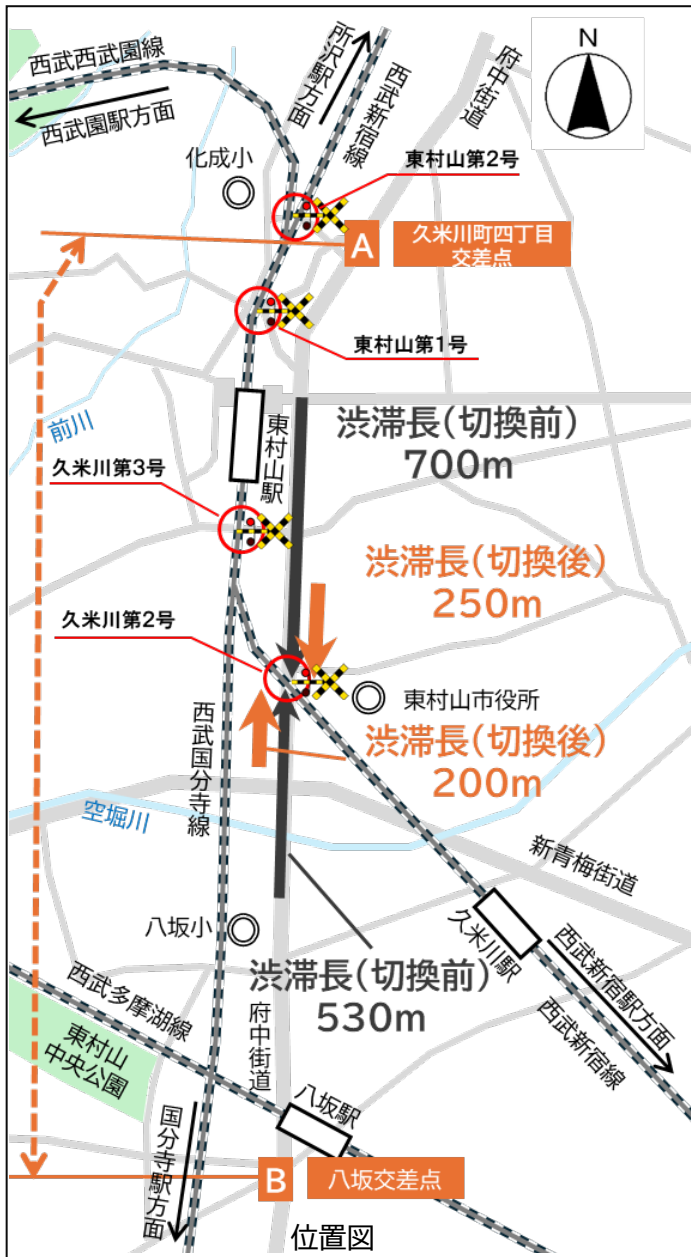 西武西武園線
西武園駅方面
所沢駅方面
西武新宿線
府中街道
N
化成小
東村山第2号
A
久米川町四丁目
交差点
東村山第1号
前川
東村山駅
渋滞長(切換前)
700m
久米川第3号
渋滞長(切換後)
250m
久米川第2号
東村山市役所
渋滞長(切換後)
200m
西武国分寺線
空堀川
新青梅街道
八坂小
久米川駅
西武新宿駅方面
西武新宿線
渋滞長(切換前)
530m
西武多摩湖線
府中街道
東村山
中央公園
八坂駅
国分寺駅方面
B
八坂交差点
位置図